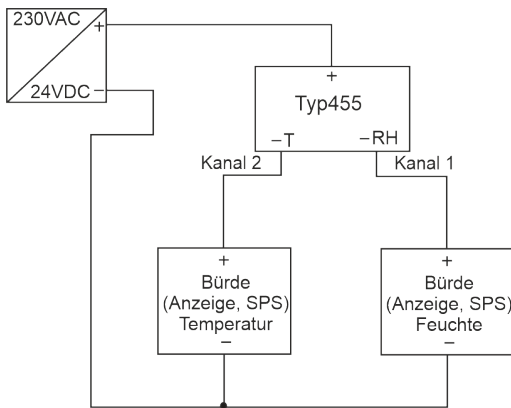 230VAC
+
24VDC
−
+
Typ455
−T
−RH
Kanal 2
Kanal 1
+
Bürde
(Anzeige, SPS)
Temperatur
−
+
Bürde
(Anzeige, SPS)
Feuchte
−